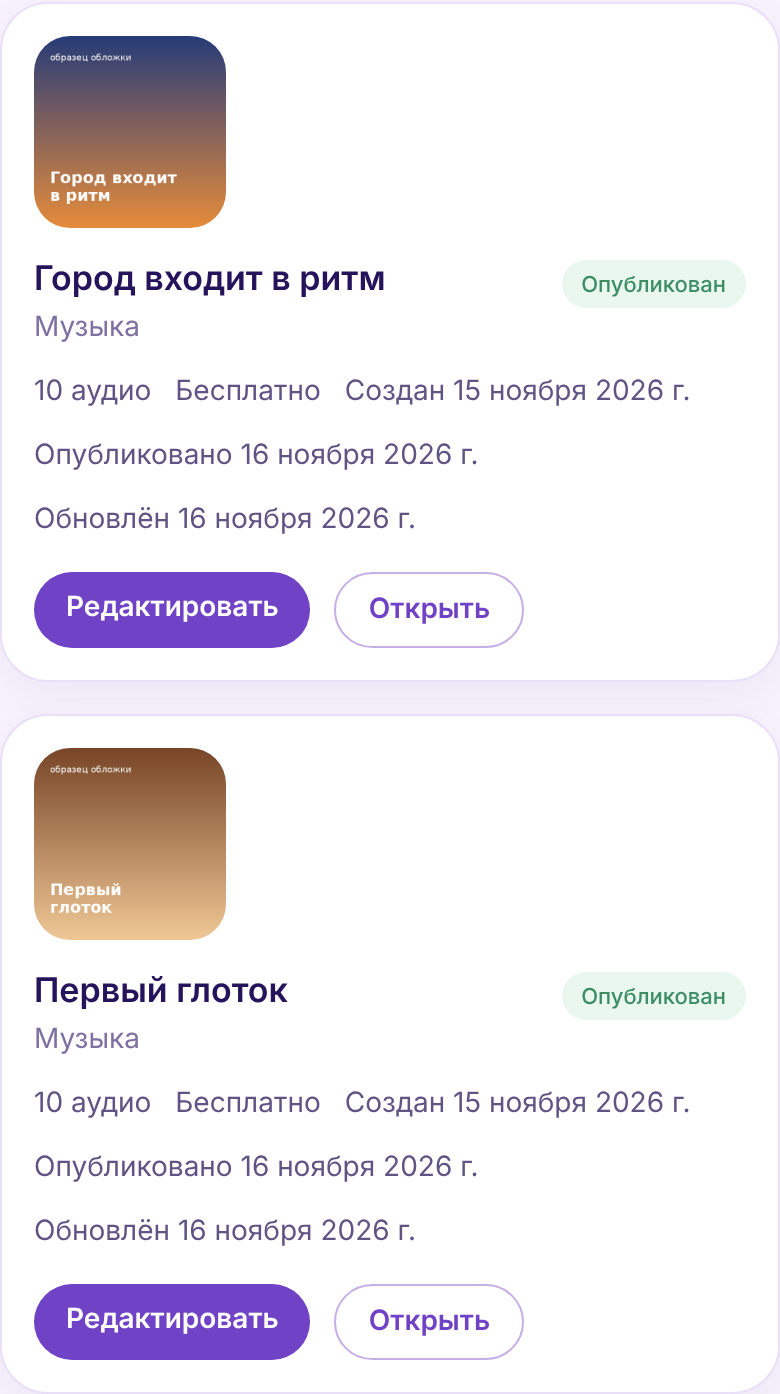 образец обложки
Город входит
в ритм
Город входит в ритм
Опубликован
Музыка
10 аудио Бесплатно Создан 15 ноября 2026 г.
Опубликовано 16 ноября 2026 г.
Обновлён 16 ноября 2026 г.
Редактировать Открыть
образец обложки
Первый
глоток
Первый глоток
Опубликован
Музыка
10 аудио Бесплатно Создан 15 ноября 2026 г.
Опубликовано 16 ноября 2026 г.
Обновлён 16 ноября 2026 г.
Редактировать Открыть